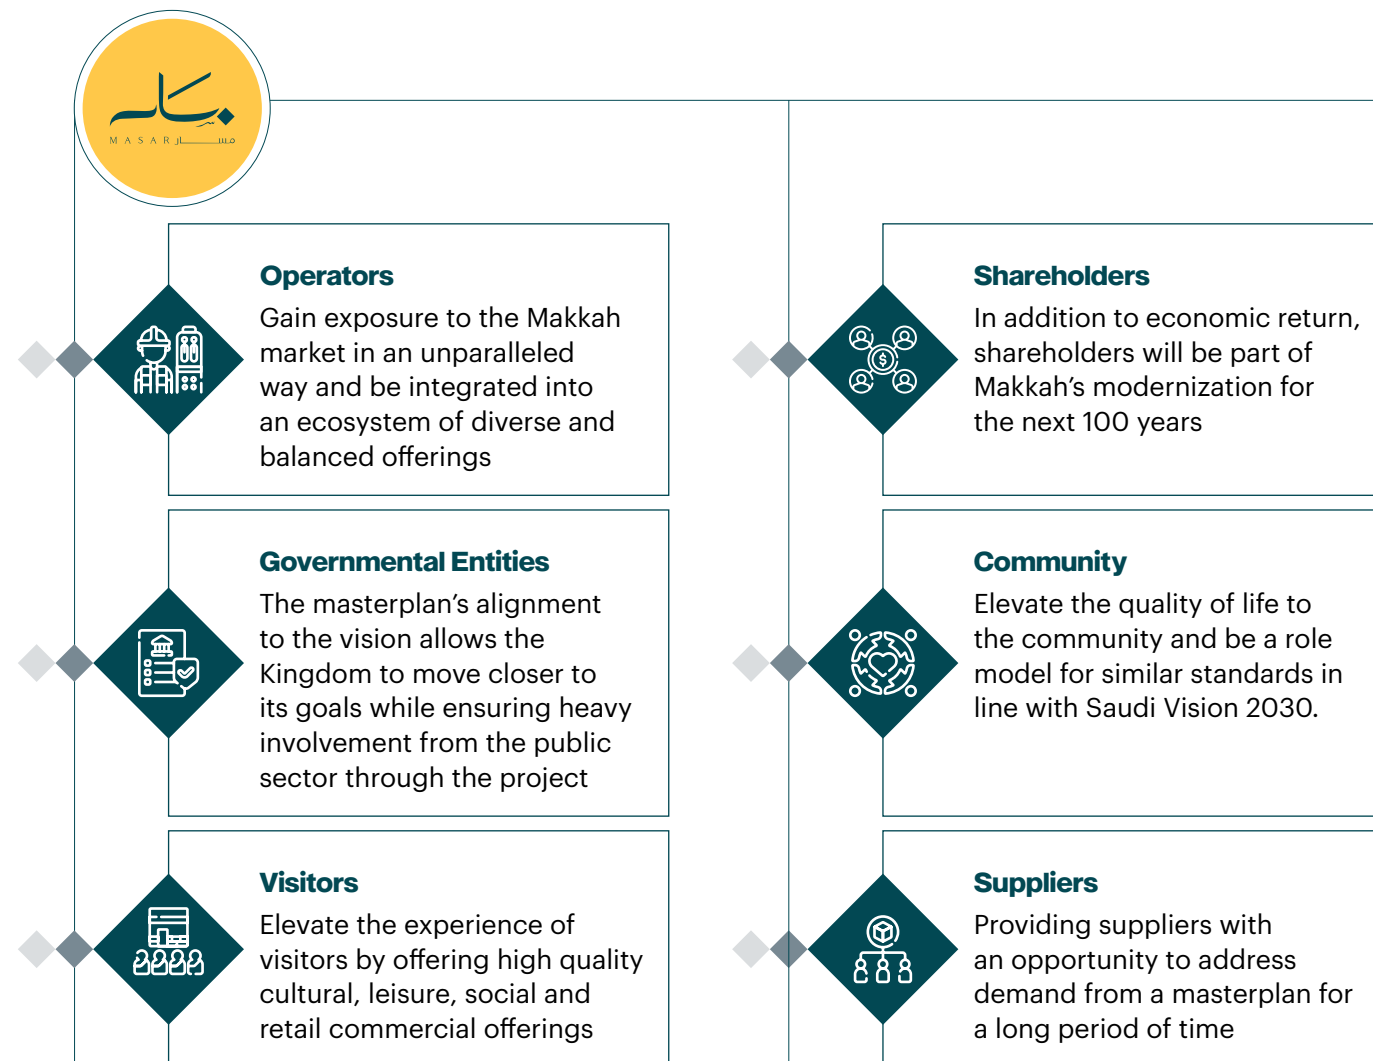 مسار
MASAR مسار
Operators
Gain exposure to the Makkah
market in an unparalleled
way and be integrated into
an ecosystem of diverse and
balanced offerings
Governmental Entities
The masterplan’s alignment
to the vision allows the
Kingdom to move closer to
its goals while ensuring heavy
involvement from the public
sector through the project
Visitors
Elevate the experience of
visitors by offering high quality
cultural, leisure, social and
retail commercial offerings
Shareholders
In addition to economic return,
shareholders will be part of
Makkah’s modernization for
the next 100 years
Community
Elevate the quality of life to
the community and be a role
model for similar standards in
line with Saudi Vision 2030.
Suppliers
Providing suppliers with
an opportunity to address
demand from a masterplan for
a long period of time